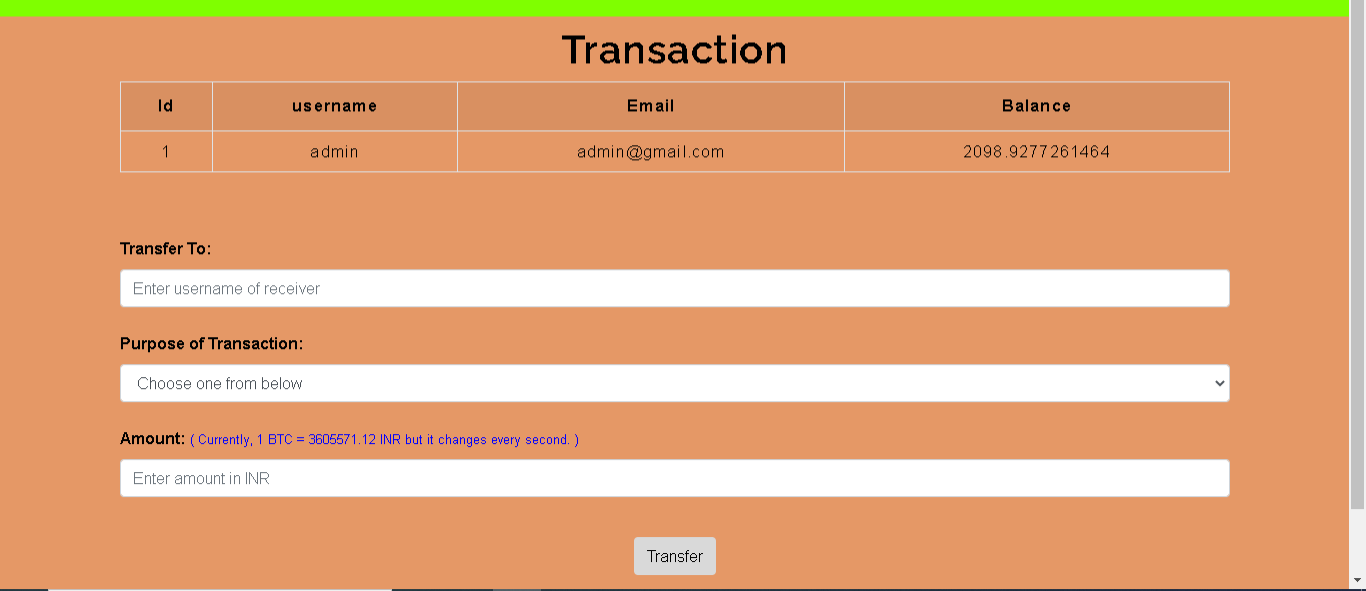 Transaction
Id username Email Balance
1 admin admin@gmail.com 2098.9277261464
Transfer To:
Enter username of receiver
Purpose of Transaction:
Choose one from below
Amount: ( Currently, 1 BTC = 3605571.12 INR but it changes every second. )
Enter amount in INR
Transfer